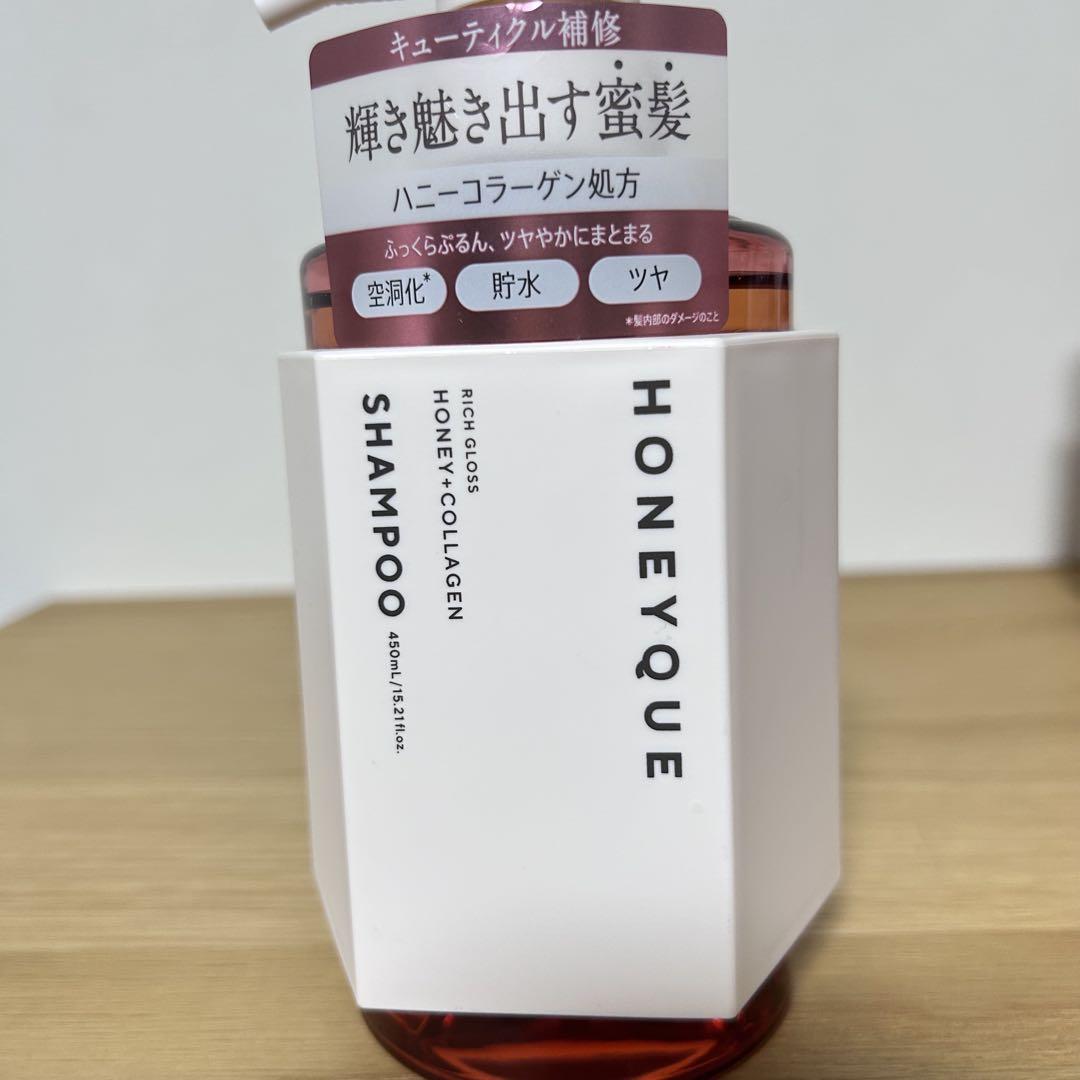 キューティクル補修
輝き魅き出す蜜髪
ハニーコラーゲン処方
ふっくらぷるん、ツヤやかにまとまる
空洞化*
貯水
ツヤ
*髪内部のダメージのこと
HONEYQUE
RICH GLOSS
HONEY+COLLAGEN
SHAMPOO 450mL/15.21fl.oz.